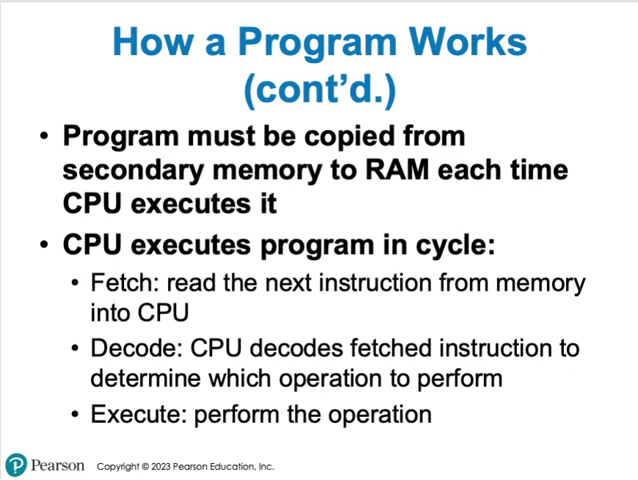 How a Program Works
(cont’d.)
• Program must be copied from
secondary memory to RAM each time
CPU executes it
• CPU executes program in cycle:
• Fetch: read the next instruction from memory
into CPU
• Decode: CPU decodes fetched instruction to
determine which operation to perform
• Execute: perform the operation
P Pearson Copyright © 2023 Pearson Education, Inc.